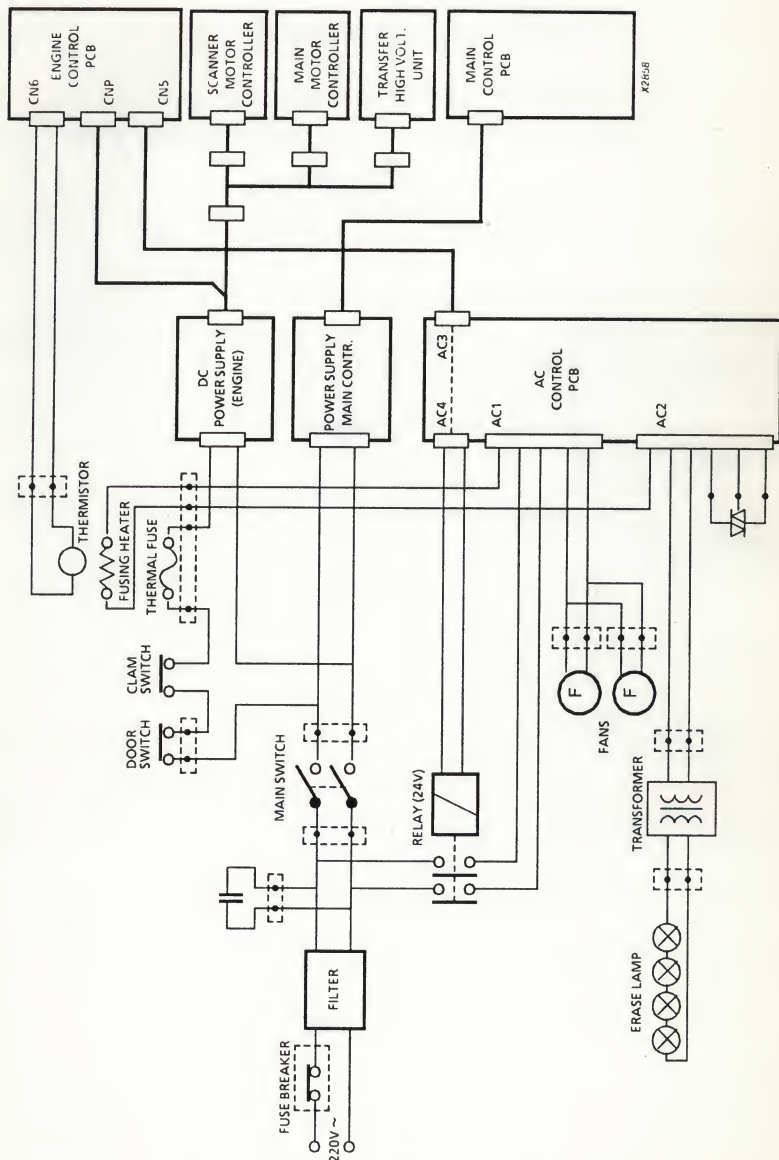 CN6
ENGINE
CONTROL
PCB
CNP
CN5
SCANNER
MOTOR
CONTROLLER
MAIN
MOTOR
CONTROLLER
TRANSFER
HIGH VOLT.
UNIT
MAIN
CONTROL
PCB
X2858
DC
POWER SUPPLY
(ENGINE)
POWER SUPPLY
MAIN CONTR.
AC4
AC3
AC1
AC
CONTROL
PCB
AC2
THERMISTOR
FUSING HEATER
THERMAL FUSE
CLAM
SWITCH
DOOR
SWITCH
MAIN SWITCH
RELAY (24V)
F
F
FANS
TRANSFORMER
FILTER
ERASE LAMP
FUSE BREAKER
220V ~